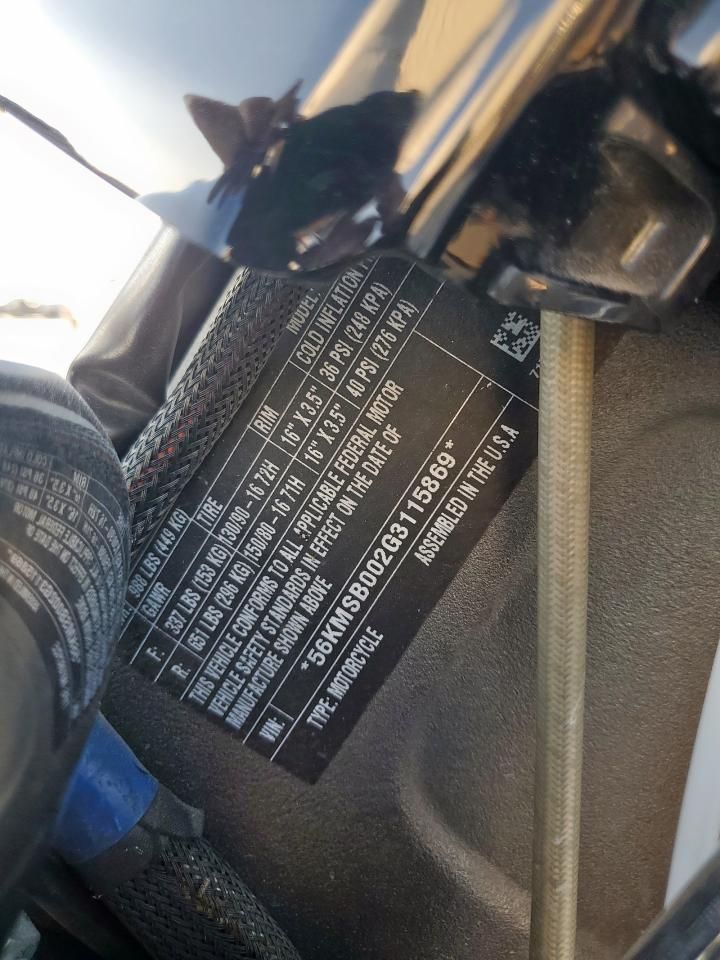 MODEL:
988 LBS (449 KG)
GAWR TIRE RIM COLD INFLATION
F: 337 LBS (153 KG) 130/90-16 72H 16" X 3.5" 36 PSI (248 KPA)
R: 651 LBS (296 KG) 150/80-16 71H 16" X 3.5" 40 PSI (276 KPA)
THIS VEHICLE CONFORMS TO ALL APPLICABLE FEDERAL MOTOR
VEHICLE SAFETY STANDARDS IN EFFECT ON THE DATE OF
MANUFACTURE SHOWN ABOVE
VIN: *56KMSB002G3115869*
TYPE: MOTORCYCLE ASSEMBLED IN THE U.S.A